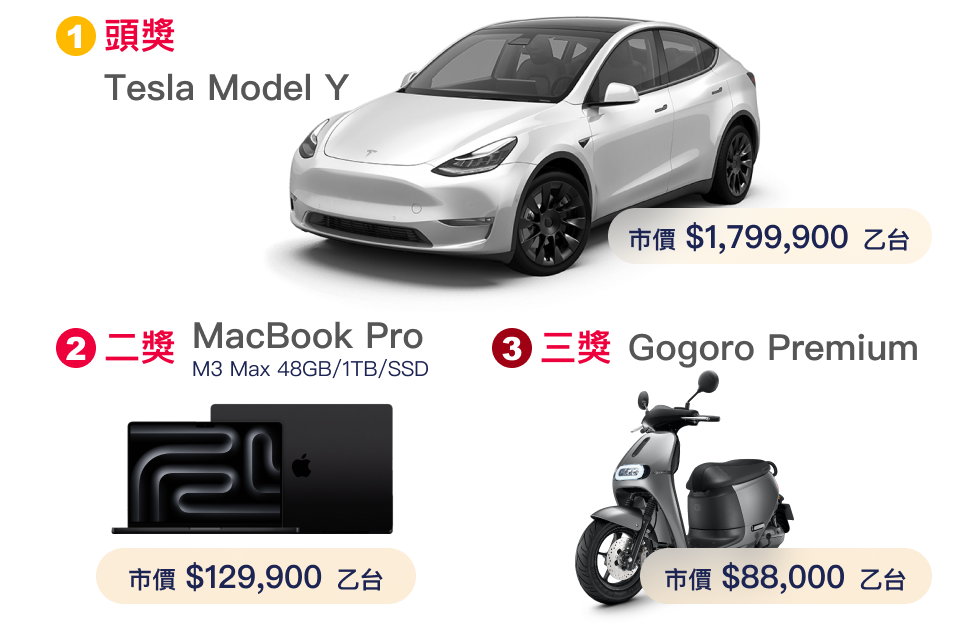 1 頭獎
Tesla Model Y
市價 $1,799,900 乙台
2 二獎 MacBook Pro
M3 Max 48GB/1TB/SSD
3 三獎 Gogoro Premium
市價 $129,900 乙台
市價 $88,000 乙台